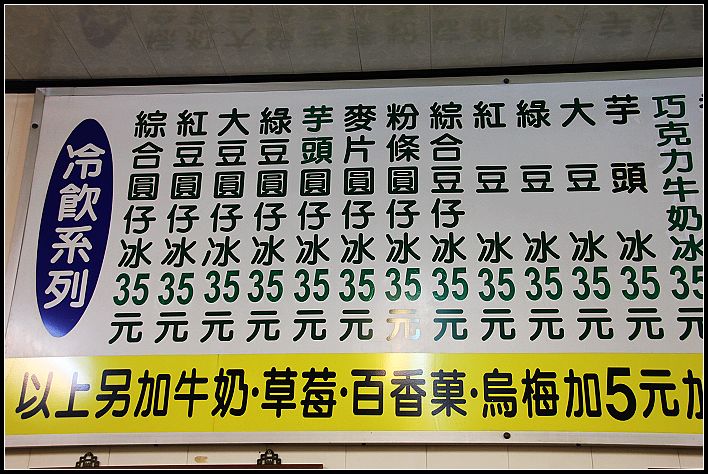 冷飲系列
綜合圓仔冰35元
紅豆圓仔冰35元
大豆圓仔冰35元
綠豆圓仔冰35元
芋頭圓仔冰35元
麥片圓仔冰35元
粉條圓仔冰35元
綜合豆仔冰35元
紅豆冰35元
綠豆冰35元
大豆冰35元
芋頭冰35元
巧克力牛奶冰35元
以上另加牛奶·草莓·百香菓·烏梅加5元加